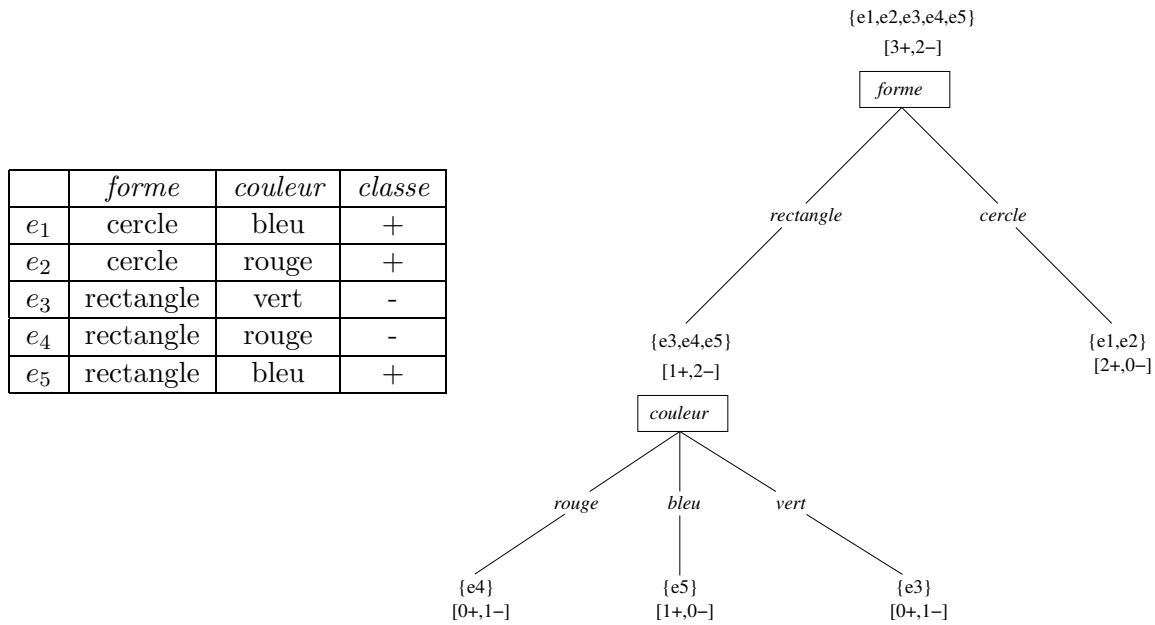 forme couleur classe
e1 cercle bleu +
e2 cercle rouge +
e3 rectangle vert -
e4 rectangle rouge -
e5 rectangle bleu +
{e1,e2,e3,e4,e5}
[3+,2−]
forme
rectangle cercle
{e3,e4,e5} {e1,e2}
[1+,2−] [2+,0−]
couleur
rouge bleu vert
{e4} {e5} {e3}
[0+,1−] [1+,0−] [0+,1−]